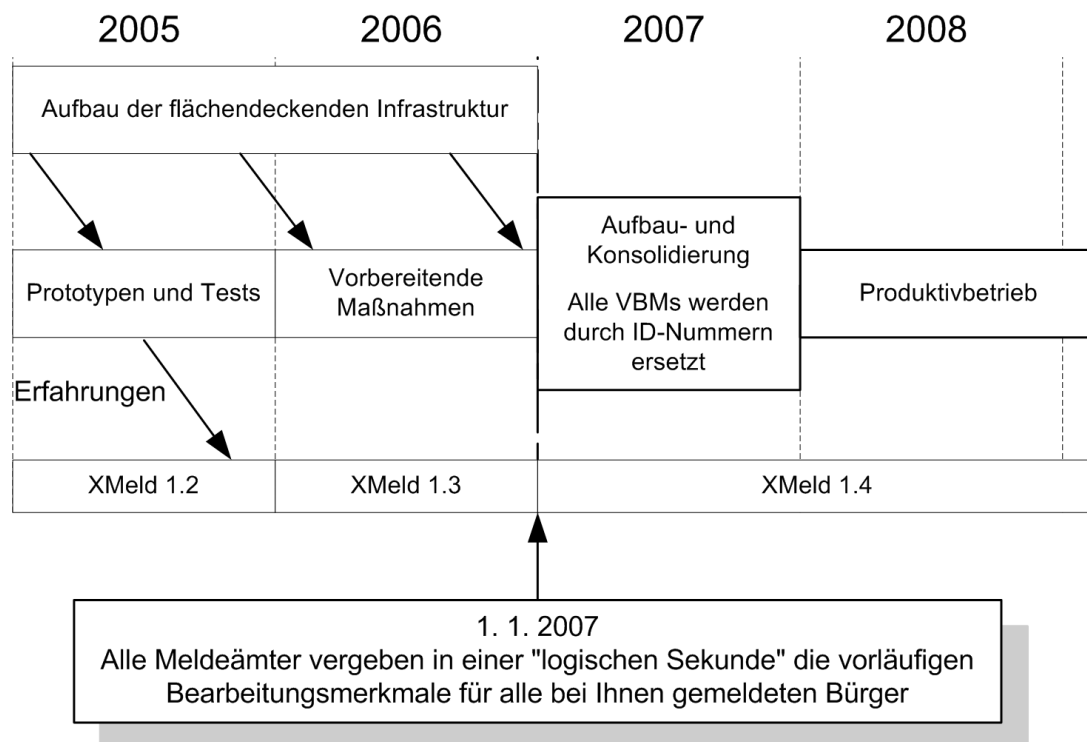 2005 2006 2007 2008
Aufbau der flächendeckenden Infrastruktur
Prototypen und Tests
Vorbereitende
Maßnahmen
Aufbau- und
Konsolidierung
Alle VBMs werden
durch ID-Nummern
ersetzt
Produktivbetrieb
Erfahrungen
XMeld 1.2 XMeld 1.3 XMeld 1.4
1. 1. 2007
Alle Meldeämter vergeben in einer "logischen Sekunde" die vorläufigen
Bearbeitungsmerkmale für alle bei Ihnen gemeldeten Bürger